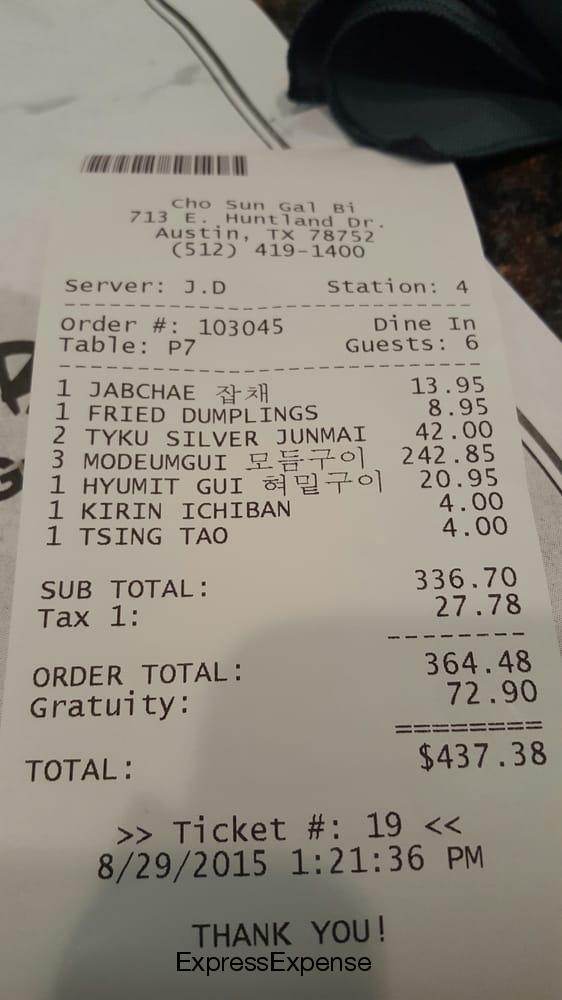 Cho Sun Gal Bi
713 E. Huntland Dr.
Austin, TX 78752
(512) 419-1400
Server: J.D Station: 4
Order #: 103045 Dine In
Table: P7 Guests: 6
1 JABCHAE 잡채 13.95
1 FRIED DUMPLINGS 8.95
2 TYKU SILVER JUNMAI 42.00
3 MODEUMGUI 모듬구이 242.85
1 HYUMIT GUI 혀밑구이 20.95
1 KIRIN ICHIBAN 4.00
1 TSING TAO 4.00
SUB TOTAL: 336.70
Tax 1: 27.78
--------
ORDER TOTAL: 364.48
Gratuity: 72.90
========
TOTAL: $437.38
>> Ticket #: 19 <<
8/29/2015 1:21:36 PM
THANK YOU!
ExpressExpense